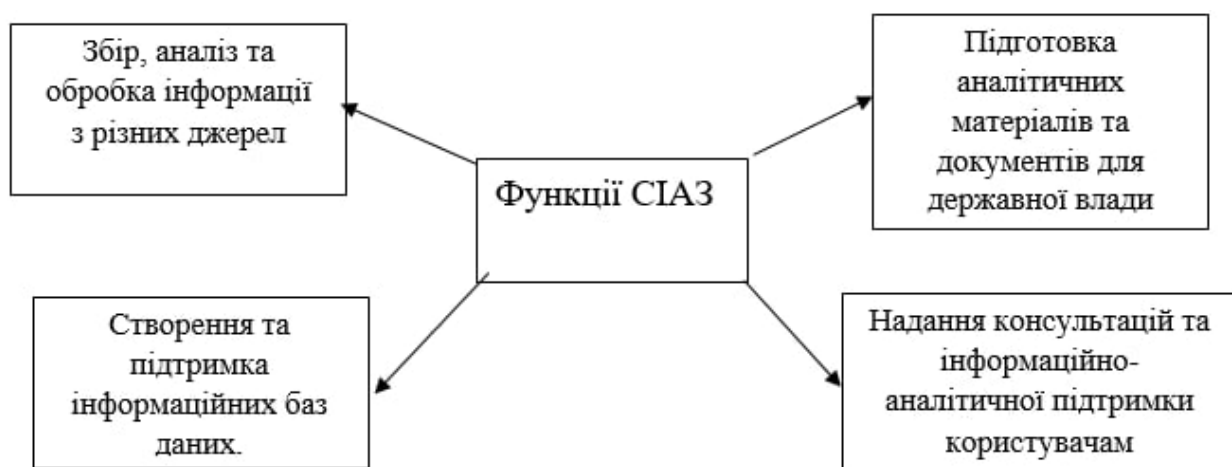 Збір, аналіз та
обробка інформації
з різних джерел
Підготовка
аналітичних
матеріалів та
документів для
державної влади
Функції СІАЗ
Створення та
підтримка
інформаційних баз
даних.
Надання консультацій та
інформаційно-
аналітичної підтримки
користувачам